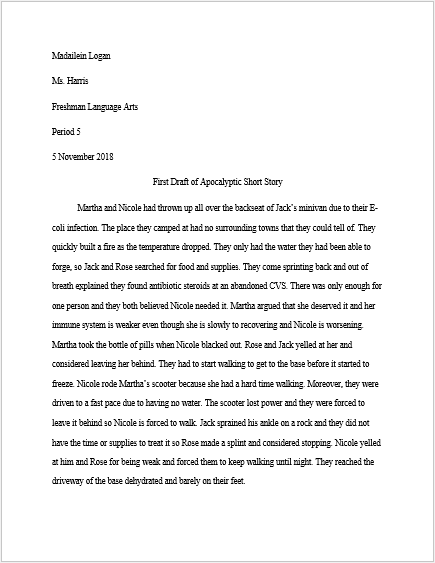 Madailein Logan
Ms. Harris
Freshman Language Arts
Period 5
5 November 2018
First Draft of Apocalyptic Short Story
Martha and Nicole had thrown up all over the backseat of Jack's minivan due to their E-
coli infection. The place they camped at had no surrounding towns that they could tell of. They
quickly built a fire as the temperature dropped. They only had the water they had been able to
forge, so Jack and Rose searched for food and supplies. They come sprinting back and out of
breath explained they found antibiotic steroids at an abandoned CVS. There was only enough for
one person and they both believed Nicole needed it. Martha argued that she deserved it and her
immune system is weaker even though she is slowly to recovering and Nicole is worsening.
Martha took the bottle of pills when Nicole blacked out. Rose and Jack yelled at her and
considered leaving her behind. They had to start walking to get to the base before it started to
freeze. Nicole rode Martha's scooter because she had a hard time walking. Moreover, they were
driven to a fast pace due to having no water. The scooter lost power and they were forced to
leave it behind so Nicole is forced to walk. Jack sprained his ankle on a rock and they did not
have the time or supplies to treat it so Rose made a splint and considered stopping. Nicole yelled
at him and Rose for being weak and forced them to keep walking until night. They reached the
driveway of the base dehydrated and barely on their feet.